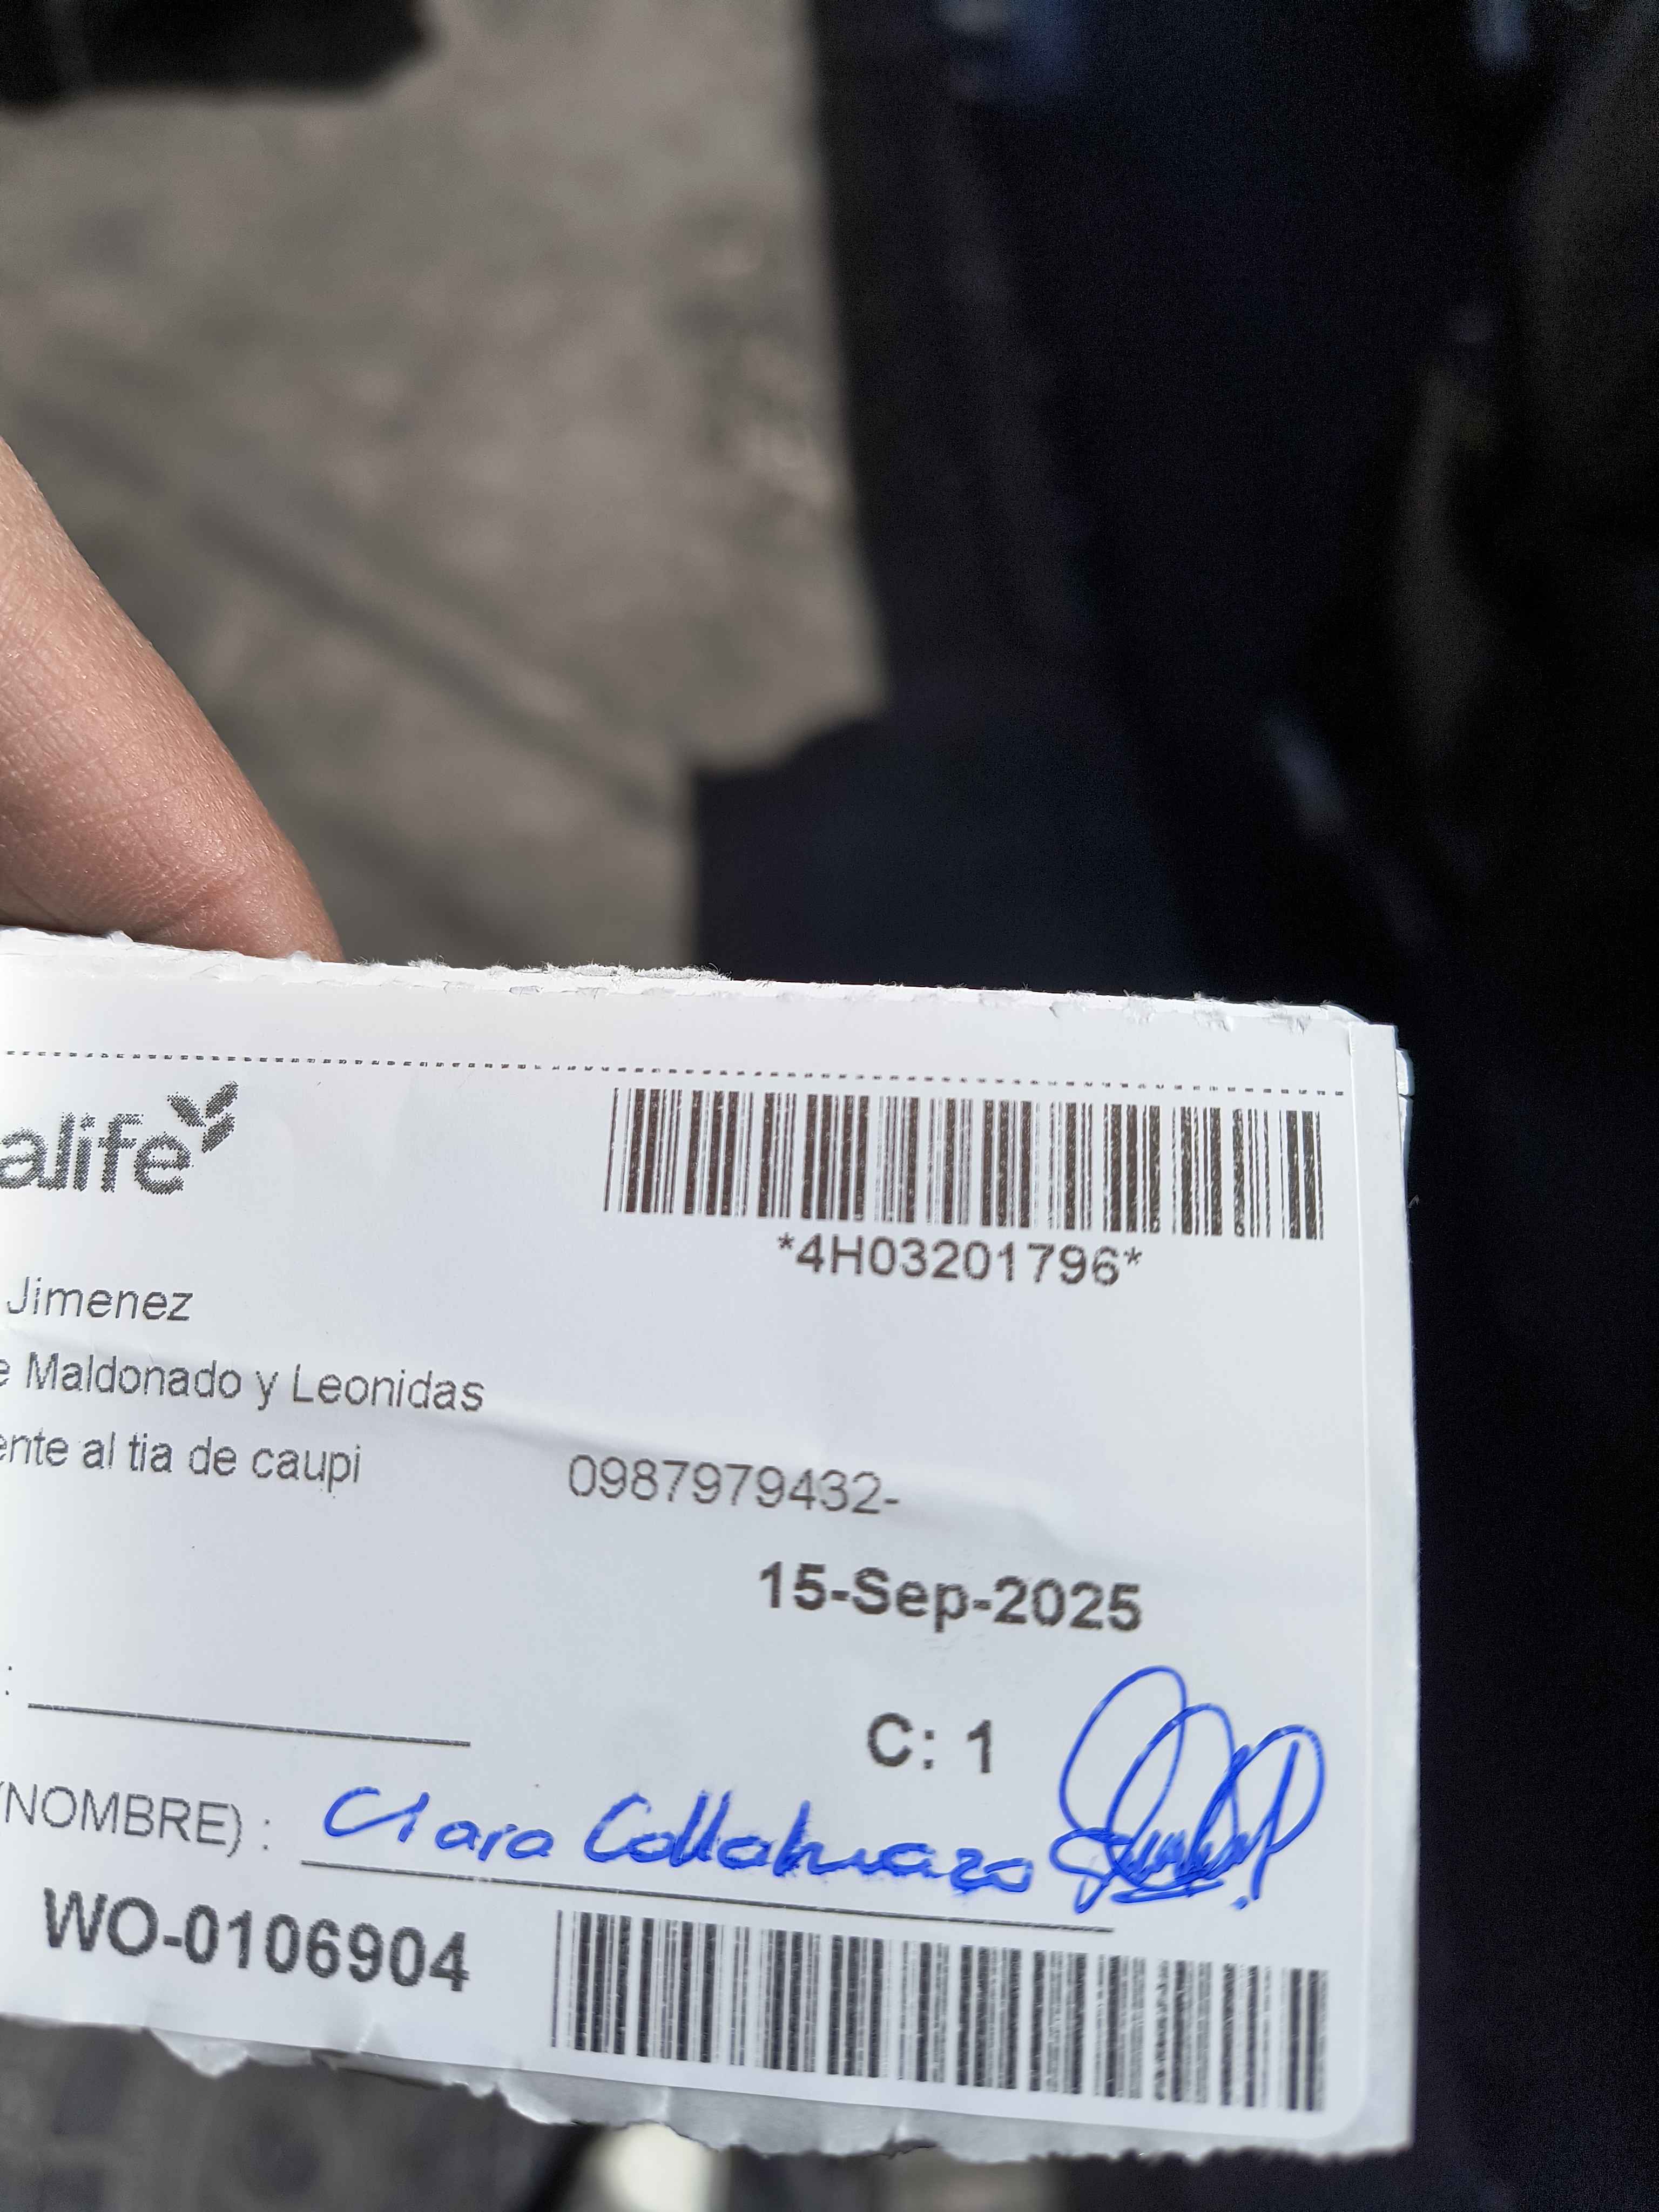 alife
*4H03201796*
Jimenez
e Maldonado y Leonidas
ente al tia de caupi 0987979432-
15-Sep-2025
: C: 1
(NOMBRE) : Clara Collahuazo
WO-0106904